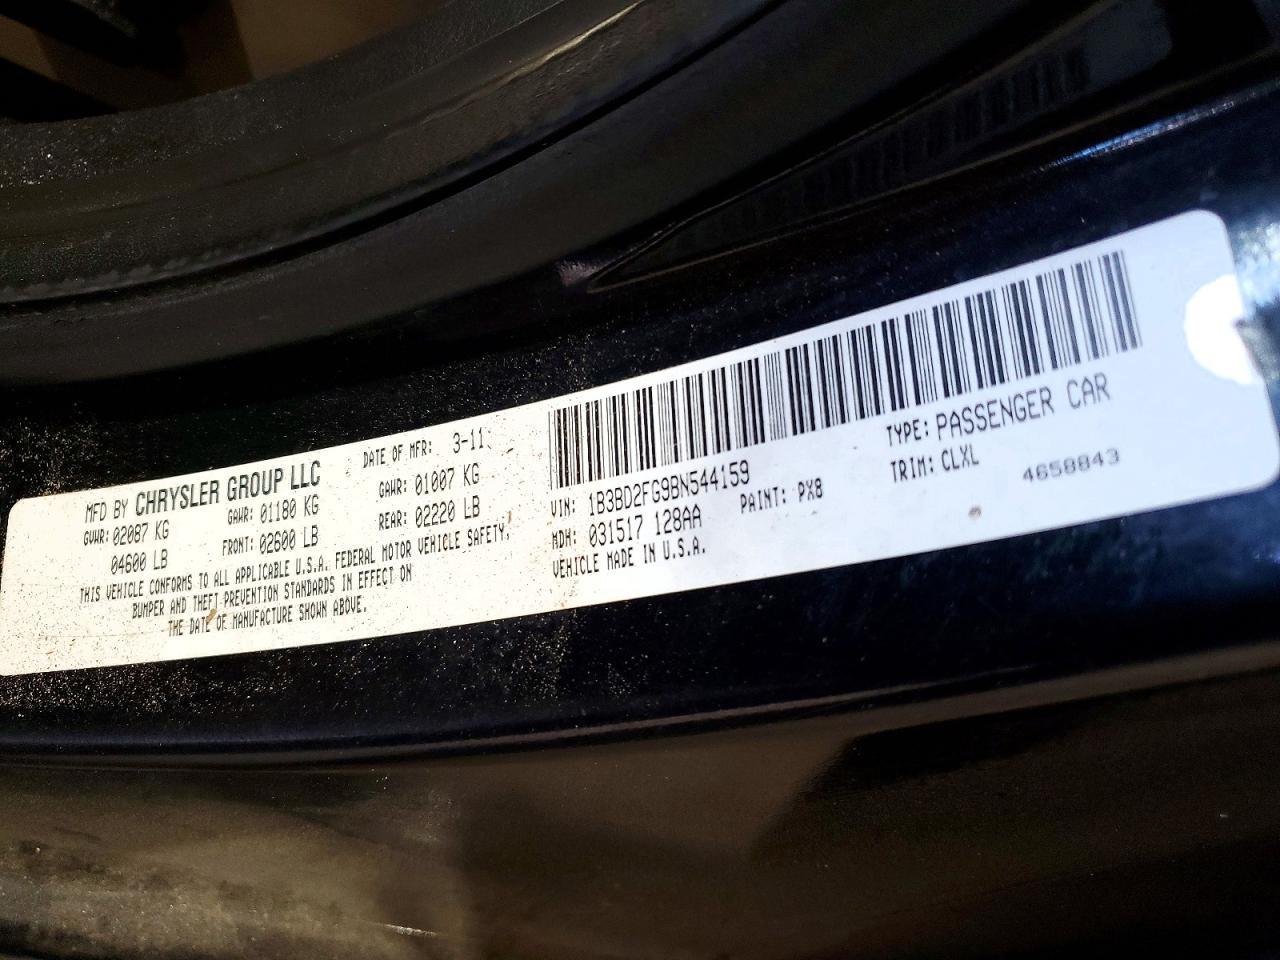 MFD BY CHRYSLER GROUP LLC DATE OF MFR: 3-11
GVWR: 02087 KG GAWR: 01180 KG GAWR: 01007 KG
04600 LB FRONT: 02600 LB REAR: 02220 LB
THIS VEHICLE CONFORMS TO ALL APPLICABLE U.S.A. FEDERAL MOTOR VEHICLE SAFETY,
BUMPER AND THEFT PREVENTION STANDARDS IN EFFECT ON
THE DATE OF MANUFACTURE SHOWN ABOVE.
VIN: 1B3BD2FG9BN544159 TYPE: PASSENGER CAR
MDH: 031517 128AA PAINT: PX8 TRIM: CLXL
VEHICLE MADE IN U.S.A. 4658843